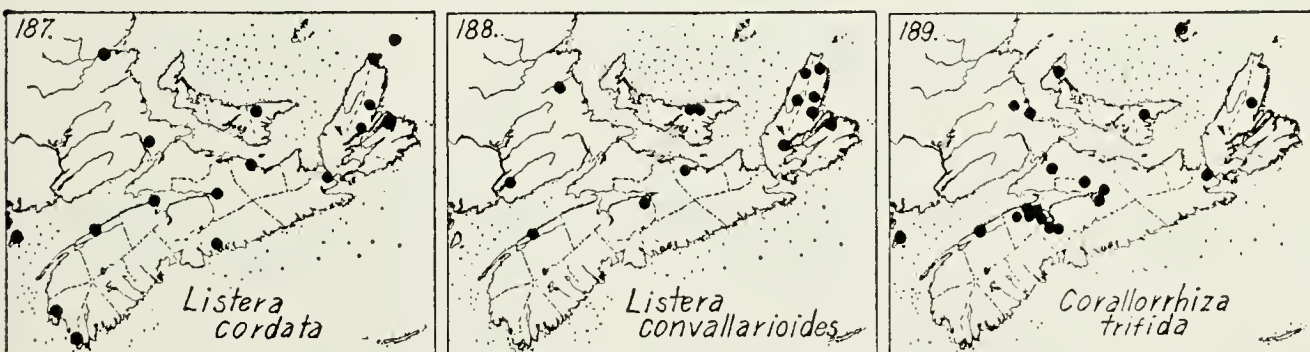 187.
Listera
cordata
188.
Listera
convallarioides
189.
Corallorrhiza
trifida